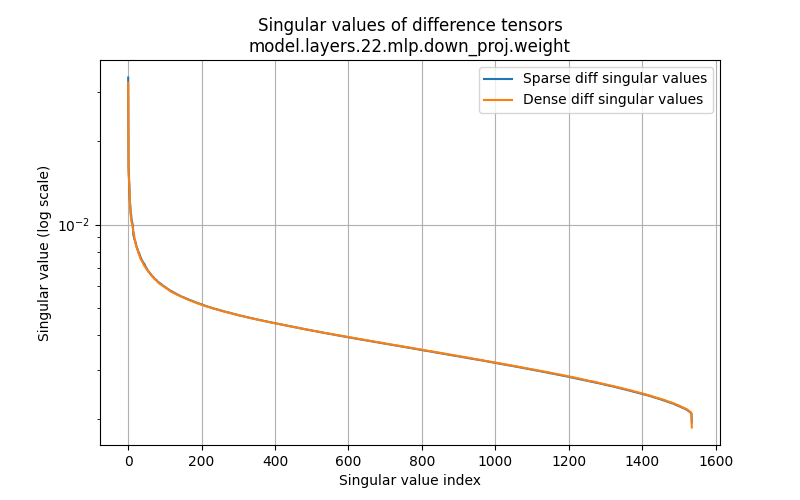 Singular values of difference tensors
model.layers.22.mlp.down_proj.weight
Sparse diff singular values
Dense diff singular values
Singular value (log scale)
10⁻²
0 200 400 600 800 1000 1200 1400 1600
Singular value index